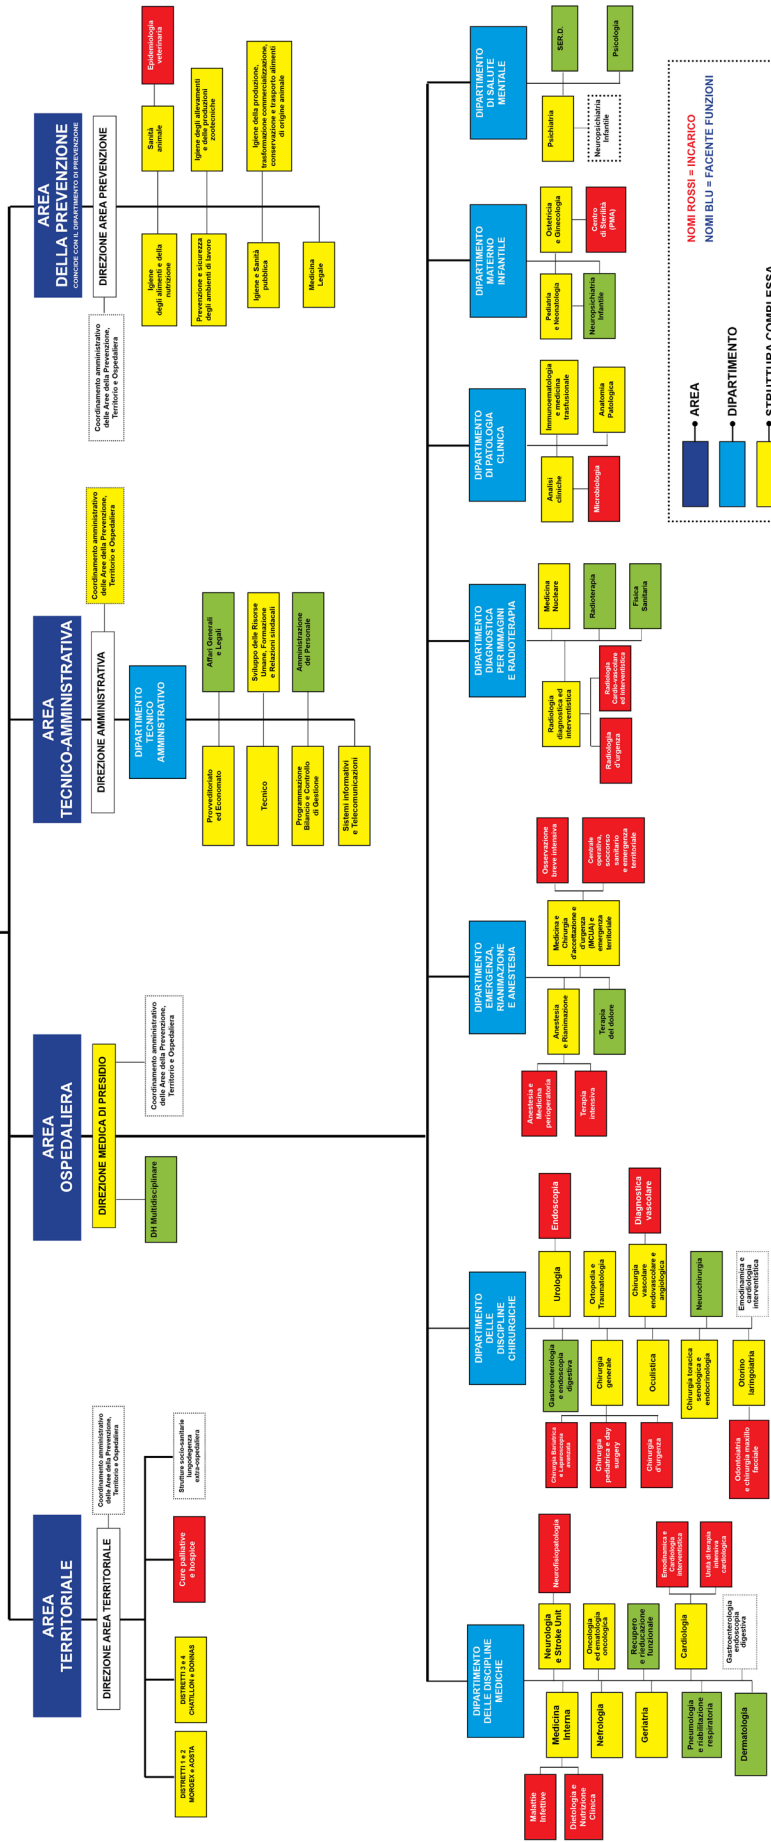 AREA
TERRITORIALE
DIREZIONE AREA TERRITORIALE
Coordinamento amministrativo
delle Aree della Prevenzione,
Territorio e Ospedaliera
DISTRETTI 1 e 2
MORGEX e AOSTA
DISTRETTI 3 e 4
CHATILLON e DONNAS
Cure palliative
e hospice
Strutture socio-sanitarie
lungodegenza
extra-ospedaliera
AREA
OSPEDALIERA
DIREZIONE MEDICA DI PRESIDIO
DH Multidisciplinare
Coordinamento amministrativo
delle Aree della Prevenzione,
Territorio e Ospedaliera
AREA
TECNICO-AMMINISTRATIVA
DIREZIONE AMMINISTRATIVA
Coordinamento amministrativo
delle Aree della Prevenzione,
Territorio e Ospedaliera
DIPARTIMENTO
TECNICO
AMMINISTRATIVO
Provveditoriato
ed Economato
Affari Generali
e Legali
Tecnico
Sviluppo delle Risorse
Umane, Formazione
e Relazioni sindacali
Programmazione
Bilancio e Controllo
di Gestione
Amministrazione
del Personale
Sistemi informativi
e Telecomunicazioni
AREA
DELLA PREVENZIONE
COINCIDE CON IL DIPARTIMENTO DI PREVENZIONE
DIREZIONE AREA PREVENZIONE
Coordinamento amministrativo
delle Aree della Prevenzione,
Territorio e Ospedaliera
Igiene
degli alimenti e della
nutrizione
Sanità
animale
Epidemiologia
veterinaria
Prevenzione e sicurezza
degli ambienti di lavoro
Igiene degli allevamenti
e delle produzioni
zootecniche
Igiene e Sanità
pubblica
Igiene della produzione,
trasformazione commercializzazione,
conservazione e trasporto alimenti
di origine animale
Medicina
Legale
DIPARTIMENTO
DELLE DISCIPLINE
MEDICHE
Medicina
Interna
Malattie
Infettive
Dietologia e
Nutrizione
Clinica
Neurologia
e Stroke Unit
Neurofisiopatologia
Nefrologia
Oncologia
ed ematologia
oncologica
Geriatria
Recupero
e rieducazione
funzionale
Pneumologia
e riabilitazione
respiratoria
Cardiologia
Emodinamica e
Cardiologia
interventistica
Unità di terapia
intensiva
cardiologica
Dermatologia
Gastroenterologia
endoscopia
digestiva
DIPARTIMENTO
DELLE
DISCIPLINE
CHIRURGICHE
Gastroenterologia
e endoscopia
digestiva
Urologia
Endoscopia
Chirurgia
generale
Chirurgia Bariatrica
e Laparoscopia
avanzata
Chirurgia
pediatrica e day
surgery
Chirurgia
d'urgenza
Ortopedia e
Traumatologia
Oculistica
Chirurgia
vascolare
endovascolare e
angiologica
Diagnostica
vascolare
Chirurgia toracica
senologica e
endocrinologia
Neurochirurgia
Otorino
laringoiatria
Odontoiatria
e chirurgia maxillo
facciale
Emodinamica e
cardiologia
interventistica
DIPARTIMENTO
EMERGENZA,
RIANIMAZIONE
E ANESTESIA
Anestesia
e Rianimazione
Anestesia e
Medicina
perioperatoria
Terapia
intensiva
Medicina e
Chirurgia
d'accettazione e
d'urgenza
(MCUA) e
emergenza
territoriale
Osservazione
breve intensiva
Centrale
operativa,
soccorso
sanitario
e emergenza
territoriale
Terapia
del dolore
DIPARTIMENTO
DIAGNOSTICA
PER IMMAGINI
E RADIOTERAPIA
Radiologia
diagnostica ed
interventistica
Medicina
Nucleare
Radioterapia
Radiologia
d'urgenza
Radiologia
Cardio-vascolare
ed interventistica
Fisica
Sanitaria
DIPARTIMENTO
DI PATOLOGIA
CLINICA
Analisi
cliniche
Immunoematologia
e medicina
trasfusionale
Microbiologia
Anatomia
Patologica
DIPARTIMENTO
MATERNO
INFANTILE
Pediatria
e Neonatologia
Ostetricia
e Ginecologia
Neuropsichiatria
Infantile
Centro
di Sterilità
(PMA)
DIPARTIMENTO
DI SALUTE
MENTALE
Psichiatria
SER.D.
Neuropsichiatria
Infantile
Psicologia
AREA
DIPARTIMENTO
STRUTTURA COMPLESSA
NOMI ROSSI = INCARICO
NOMI BLU = FACENTE FUNZIONI